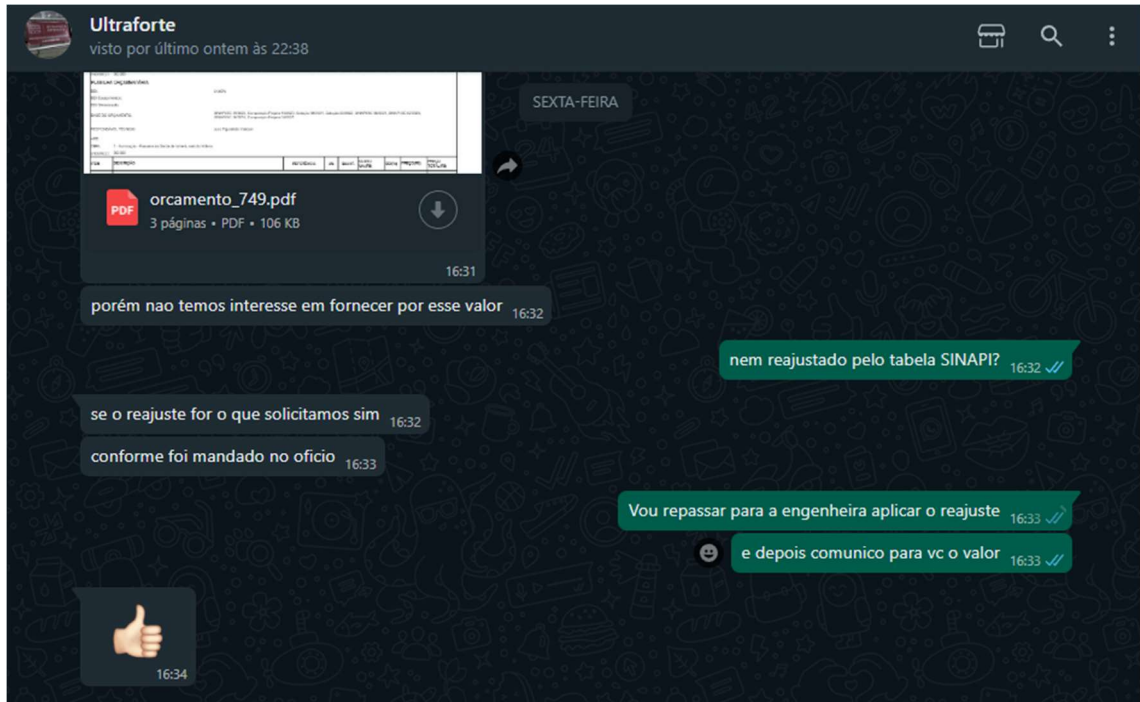 Ultraforte
visto por último ontem às 22:38
SEXTA-FEIRA
PDF
orcamento_749.pdf
3 páginas • PDF • 106 KB
16:31
porém nao temos interesse em fornecer por esse valor 16:32
nem reajustado pelo tabela SINAPI? 16:32
se o reajuste for o que solicitamos sim 16:32
conforme foi mandado no oficio 16:33
Vou repassar para a engenheira aplicar o reajuste 16:33
e depois comunico para vc o valor 16:33
16:34